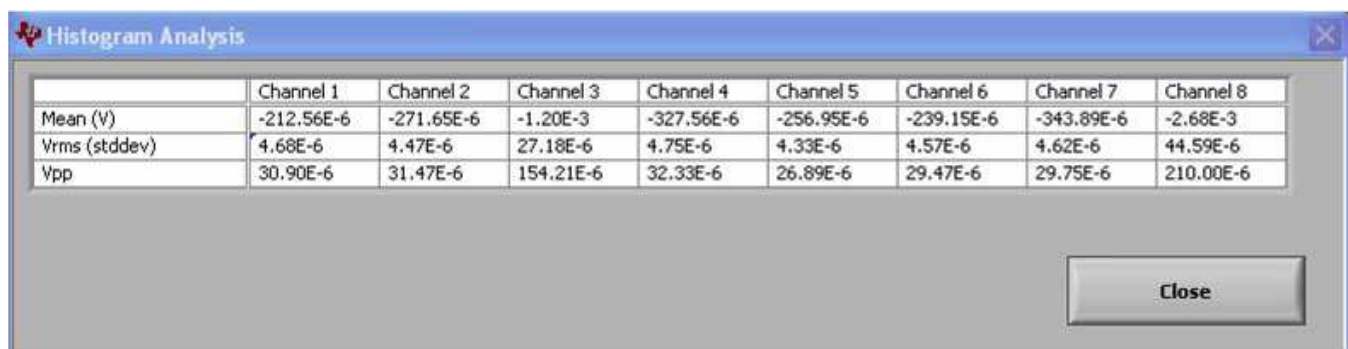 Histogram Analysis
Channel 1 Channel 2 Channel 3 Channel 4 Channel 5 Channel 6 Channel 7 Channel 8
Mean (V) -212.56E-6 -271.65E-6 -1.20E-3 -327.56E-6 -256.95E-6 -239.15E-6 -343.89E-6 -2.68E-3
Vrms (stddev) 4.68E-6 4.47E-6 27.18E-6 4.75E-6 4.33E-6 4.57E-6 4.62E-6 44.59E-6
Vpp 30.90E-6 31.47E-6 154.21E-6 32.33E-6 26.89E-6 29.47E-6 29.75E-6 210.00E-6
Close